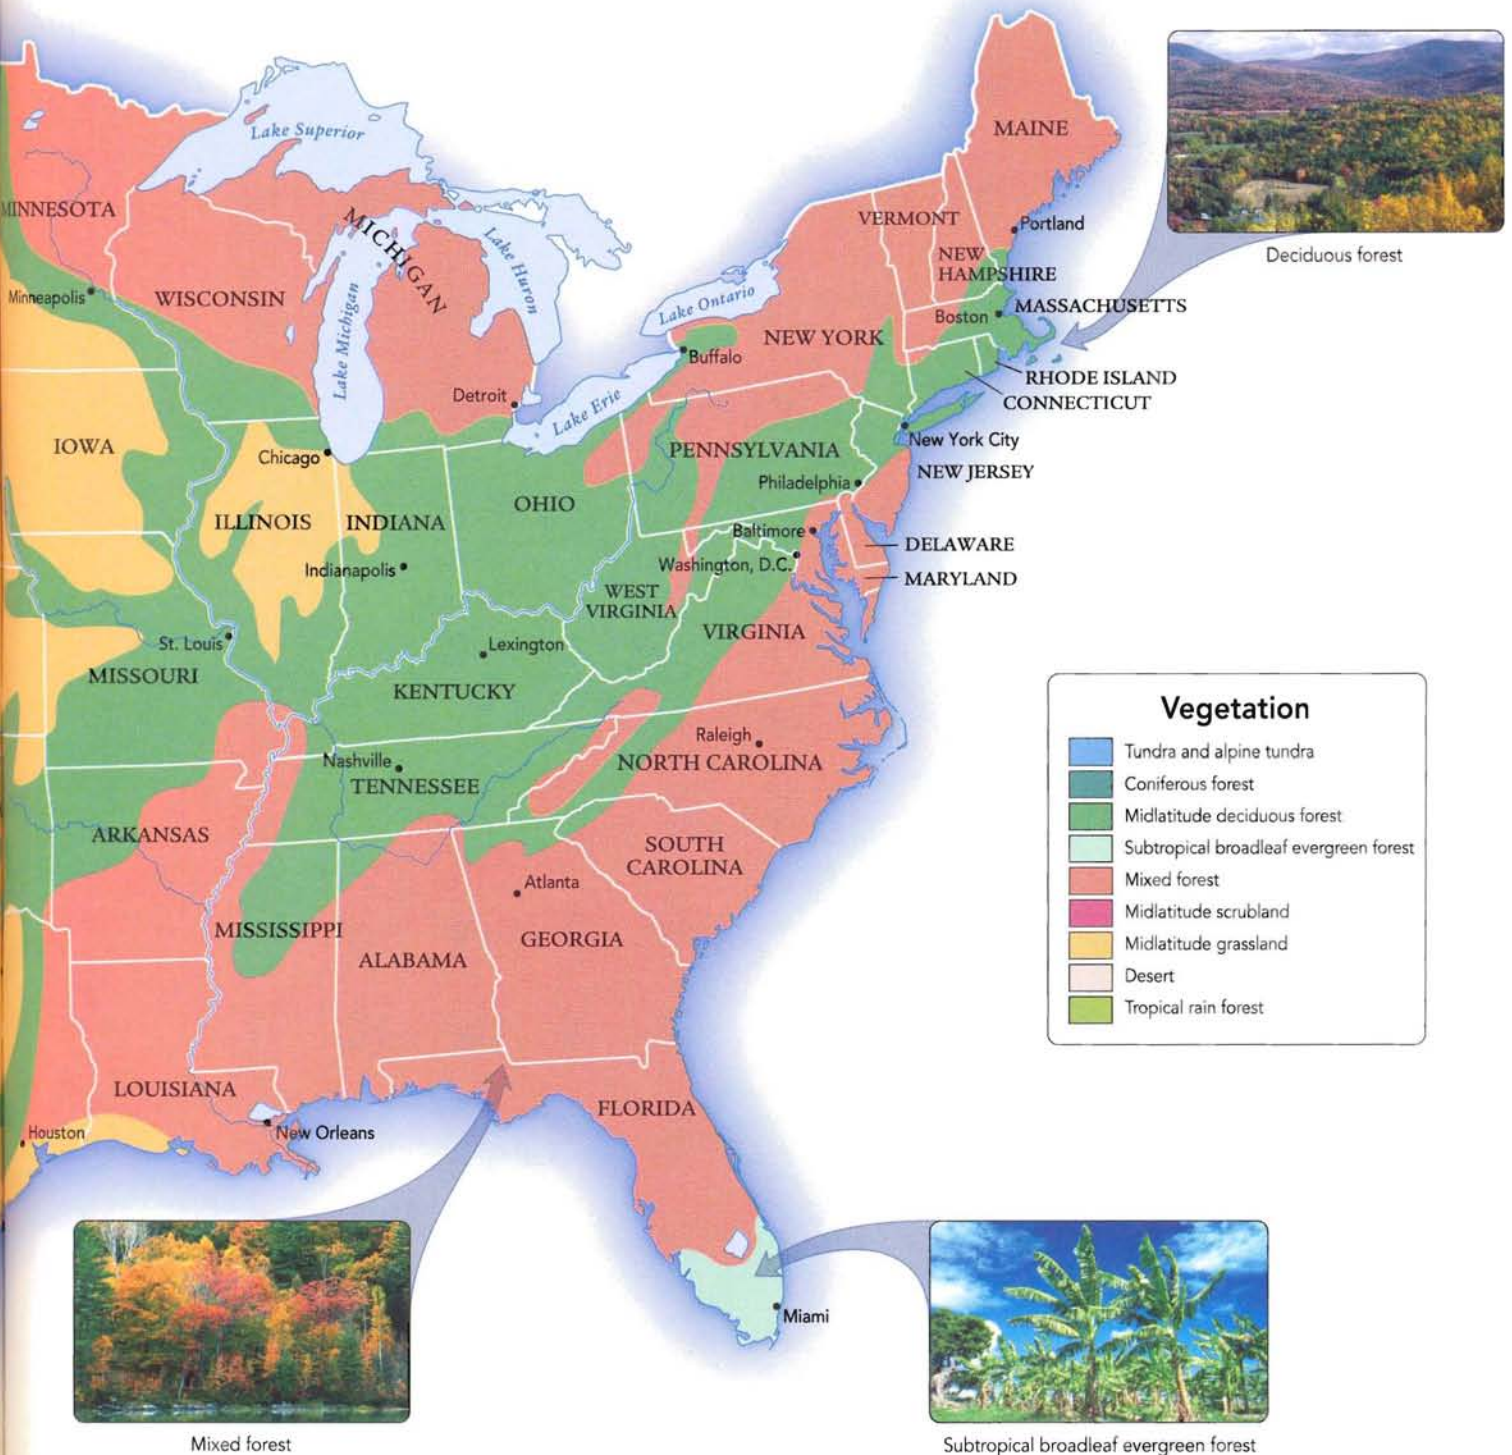 MAINE
Lake Superior
Deciduous forest
MINNESOTA
MICHIGAN
Lake Huron
VERMONT
Portland
NEW
HAMPSHIRE
Minneapolis
WISCONSIN
Lake Michigan
Lake Ontario
MASSACHUSETTS
Boston
NEW YORK
Buffalo
RHODE ISLAND
CONNECTICUT
Detroit
Lake Erie
IOWA
Chicago
PENNSYLVANIA
New York City
NEW JERSEY
Philadelphia
ILLINOIS
INDIANA
OHIO
Baltimore
DELAWARE
Washington, D.C.
MARYLAND
Indianapolis
WEST
VIRGINIA
VIRGINIA
St. Louis
Lexington
MISSOURI
KENTUCKY
Raleigh
NORTH CAROLINA
Nashville
TENNESSEE
ARKANSAS
SOUTH
CAROLINA
Atlanta
MISSISSIPPI
ALABAMA
GEORGIA
LOUISIANA
FLORIDA
Houston
New Orleans
Miami
Vegetation
Tundra and alpine tundra
Coniferous forest
Midlatitude deciduous forest
Subtropical broadleaf evergreen forest
Mixed forest
Midlatitude scrubland
Midlatitude grassland
Desert
Tropical rain forest
Mixed forest
Subtropical broadleaf evergreen forest